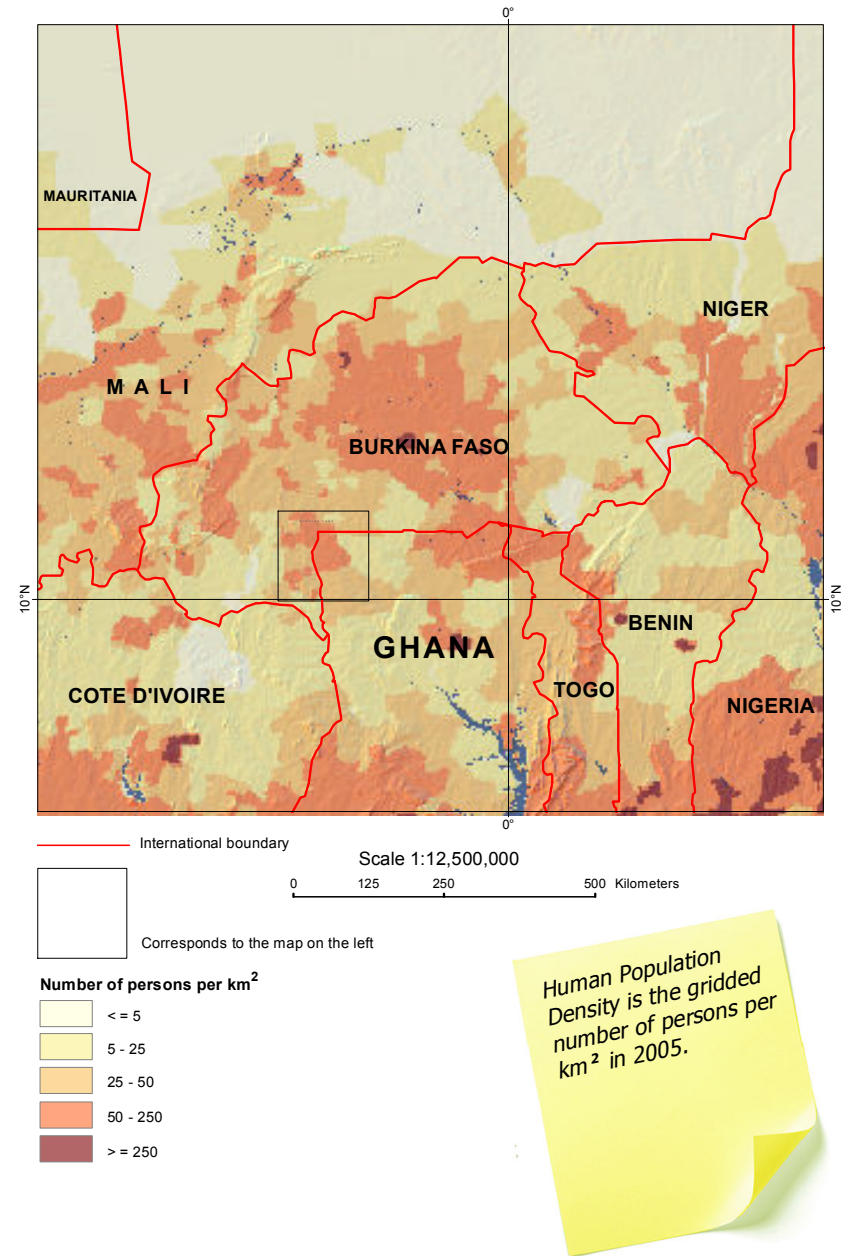 0°
MAURITANIA
NIGER
M A L I
BURKINA FASO
10°N
10°N
BENIN
GHANA
TOGO
COTE D'IVOIRE
NIGERIA
0°
International boundary
Scale 1:12,500,000
0 125 250 500 Kilometers
Corresponds to the map on the left
Number of persons per km²
< = 5
5 - 25
25 - 50
50 - 250
> = 250
Human Population
Density is the gridded
number of persons per
km² in 2005.